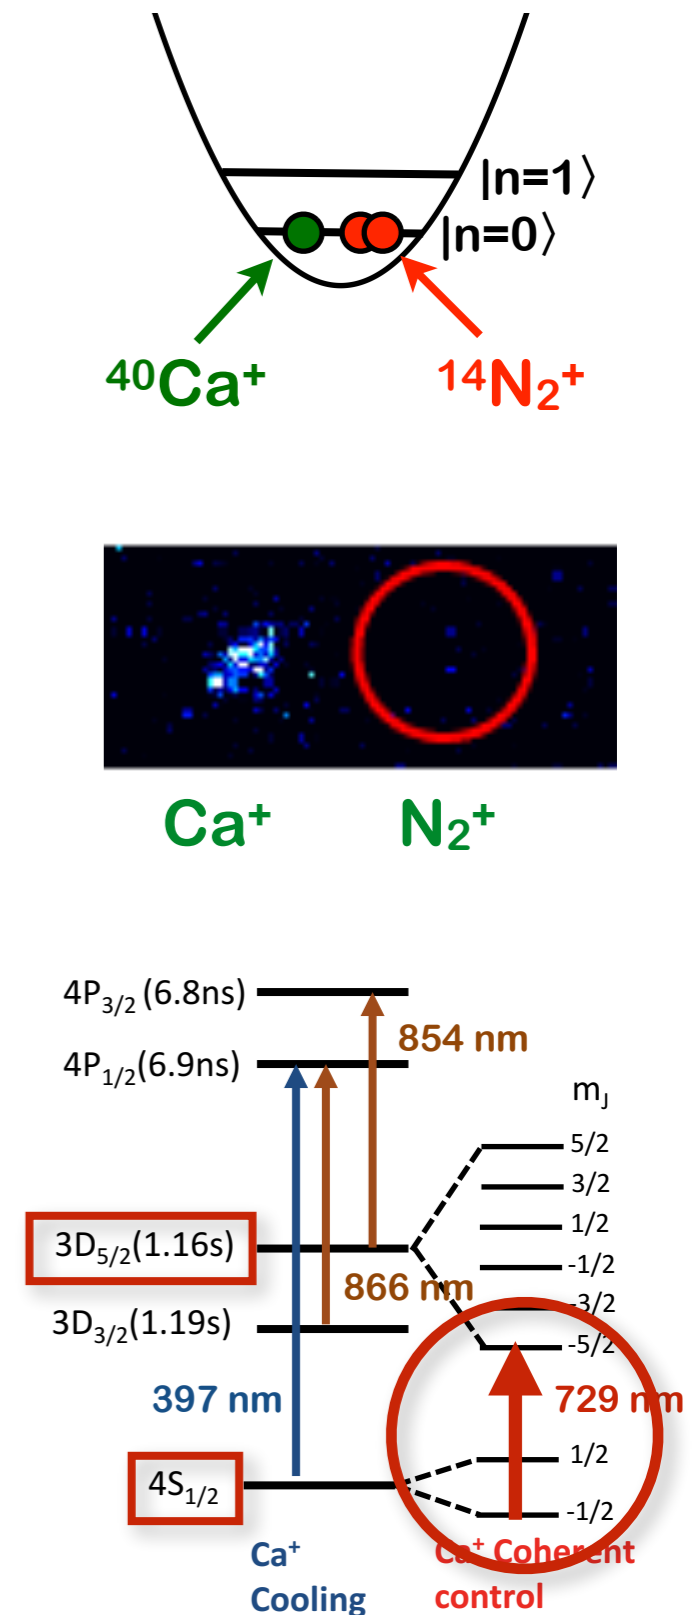 |n=1⟩
|n=0⟩
⁴⁰Ca⁺ ¹⁴N₂⁺
Ca⁺ N₂⁺
4P₃/₂ (6.8ns)
854 nm
4P₁/₂(6.9ns)
mJ
5/2
3/2
1/2
3D₅/₂(1.16s)
-1/2
866 nm
-3/2
3D₃/₂(1.19s)
-5/2
397 nm 729 nm
1/2
4S₁/₂
-1/2
Ca⁺ Ca⁺ Coherent
Cooling control